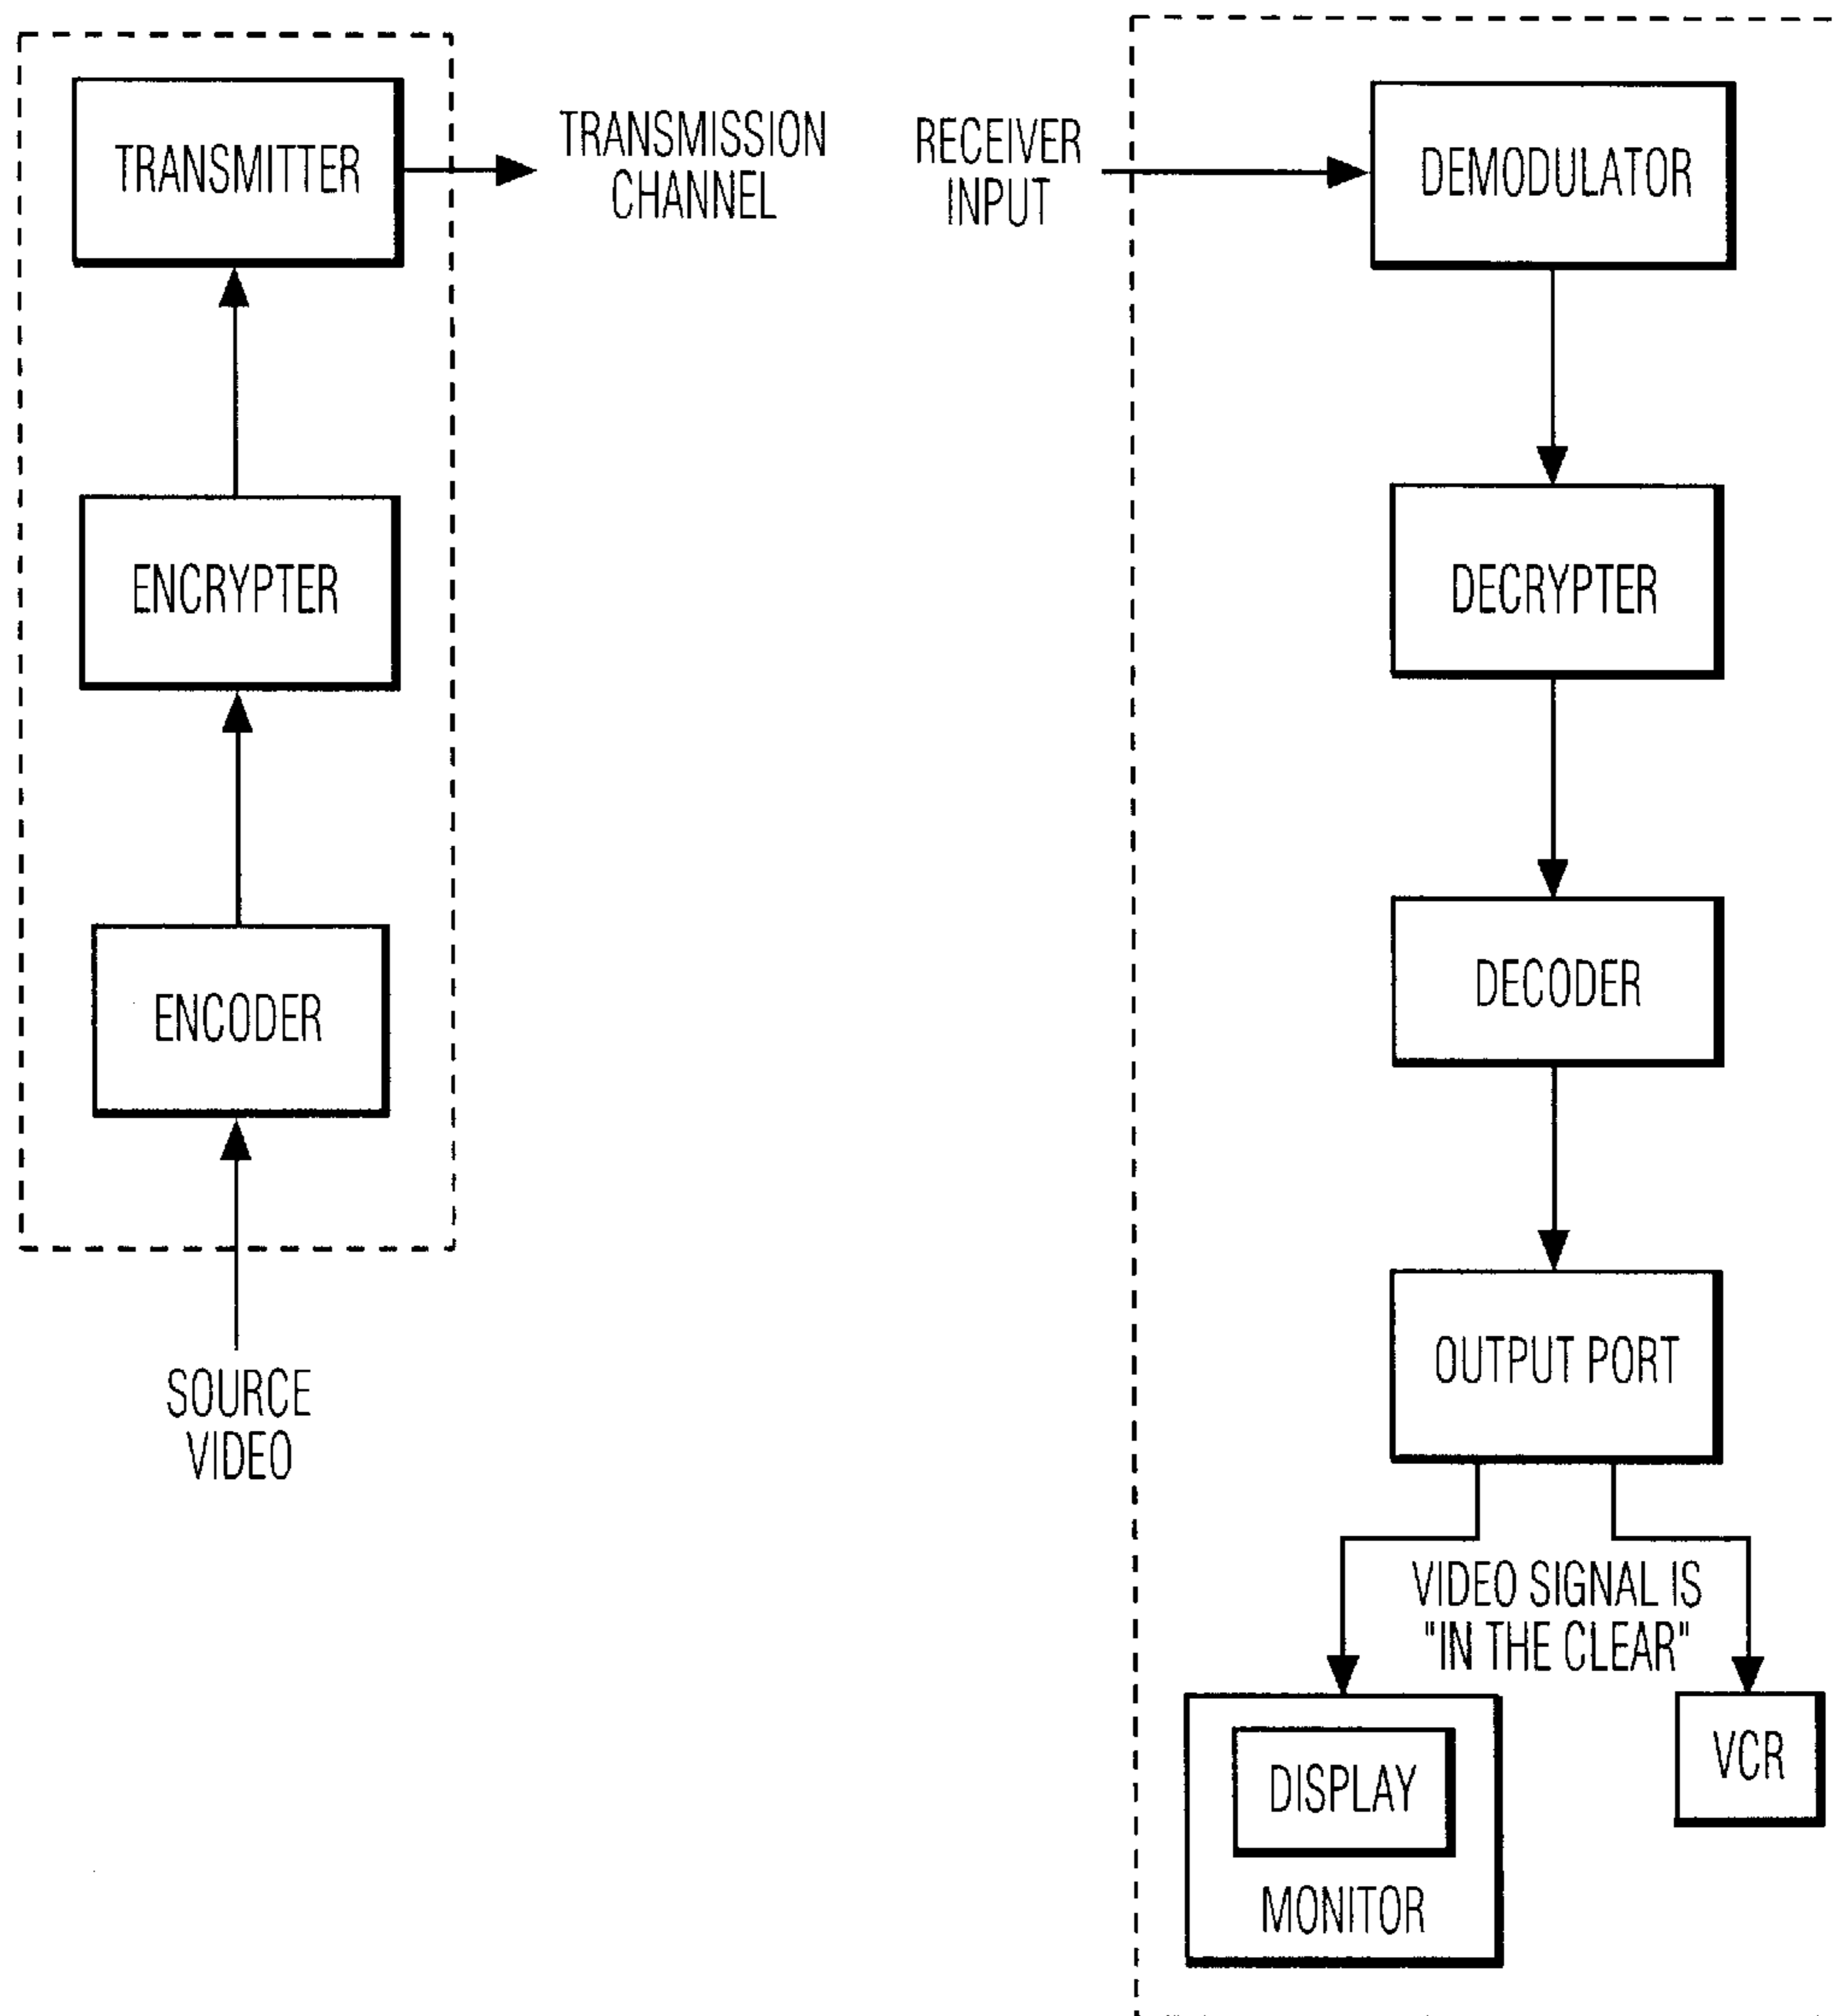 TRANSMITTER
TRANSMISSION
CHANNEL
ENCRYPTER
ENCODER
SOURCE
VIDEO
RECEIVER
INPUT
DEMODULATOR
DECRYPTER
DECODER
OUTPUT PORT
VIDEO SIGNAL IS
"IN THE CLEAR"
DISPLAY
MONITOR
VCR